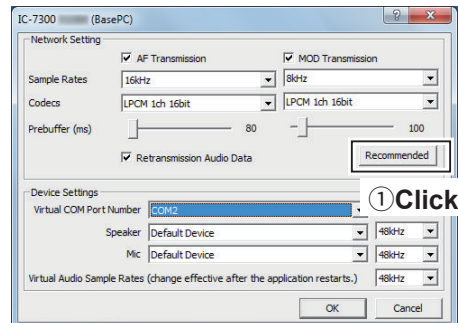 IC-7300 (BasePC)
Network Setting
AF Transmission MOD Transmission
Sample Rates 16kHz 8kHz
Codecs LPCM 1ch 16bit LPCM 1ch 16bit
Prebuffer (ms) 80 100
Retransmission Audio Data Recommended
Device Settings
①Click
Virtual COM Port Number COM2
Speaker Default Device 48kHz
Mic Default Device 48kHz
Virtual Audio Sample Rates (change effective after the application restarts.) 48kHz
OK Cancel